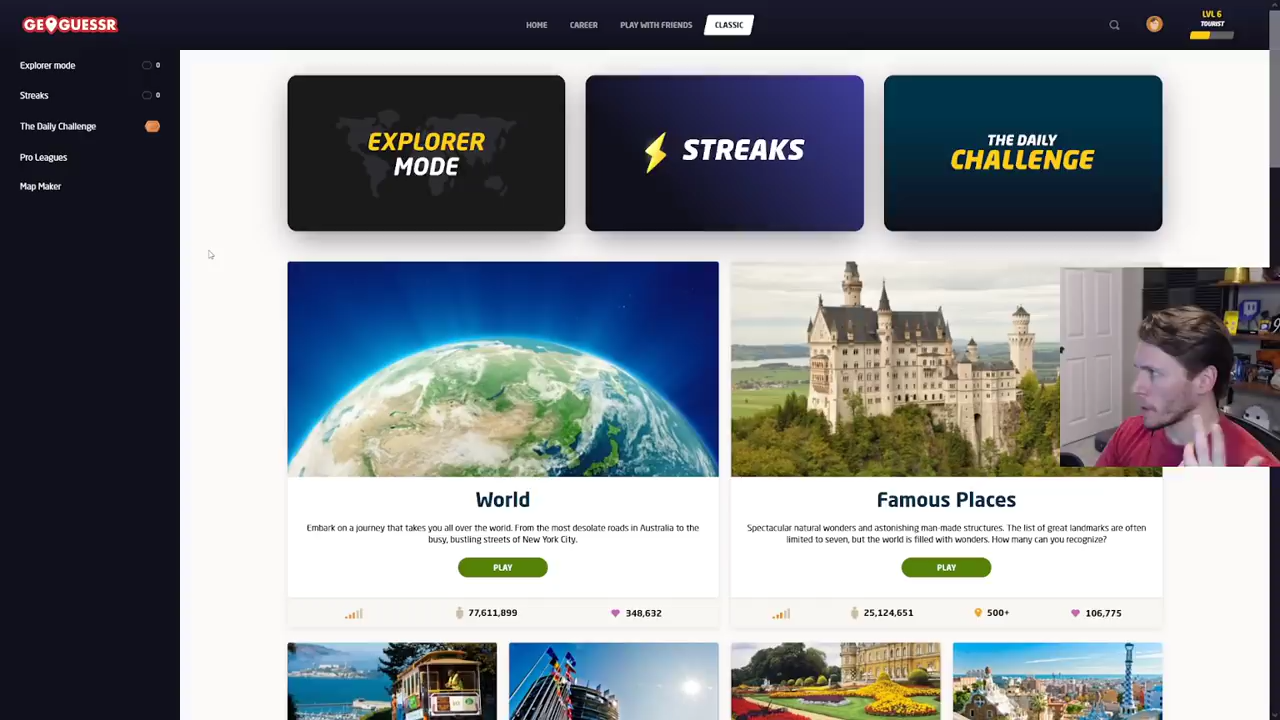 GEOGUESSR
HOME
CAREER
PLAY WITH FRIENDS
CLASSIC
LVL 6
TOURIST
Explorer mode
0
Streaks
0
The Daily Challenge
Pro Leagues
Map Maker
EXPLORER
MODE
STREAKS
THE DAILY
CHALLENGE
World
Embark on a journey that takes you all over the world. From the most desolate roads in Australia to the
busy, bustling streets of New York City.
PLAY
77,611,899
348,632
Famous Places
Spectacular natural wonders and astonishing man-made structures. The list of great landmarks are often
limited to seven, but the world is filled with wonders. How many can you recognize?
PLAY
25,124,651
500+
106,775